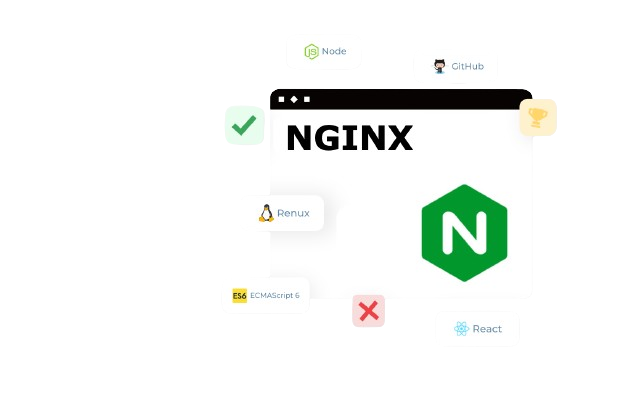 Node
GitHub
NGINX
Renux
N
ES6 ECMAScript 6
React